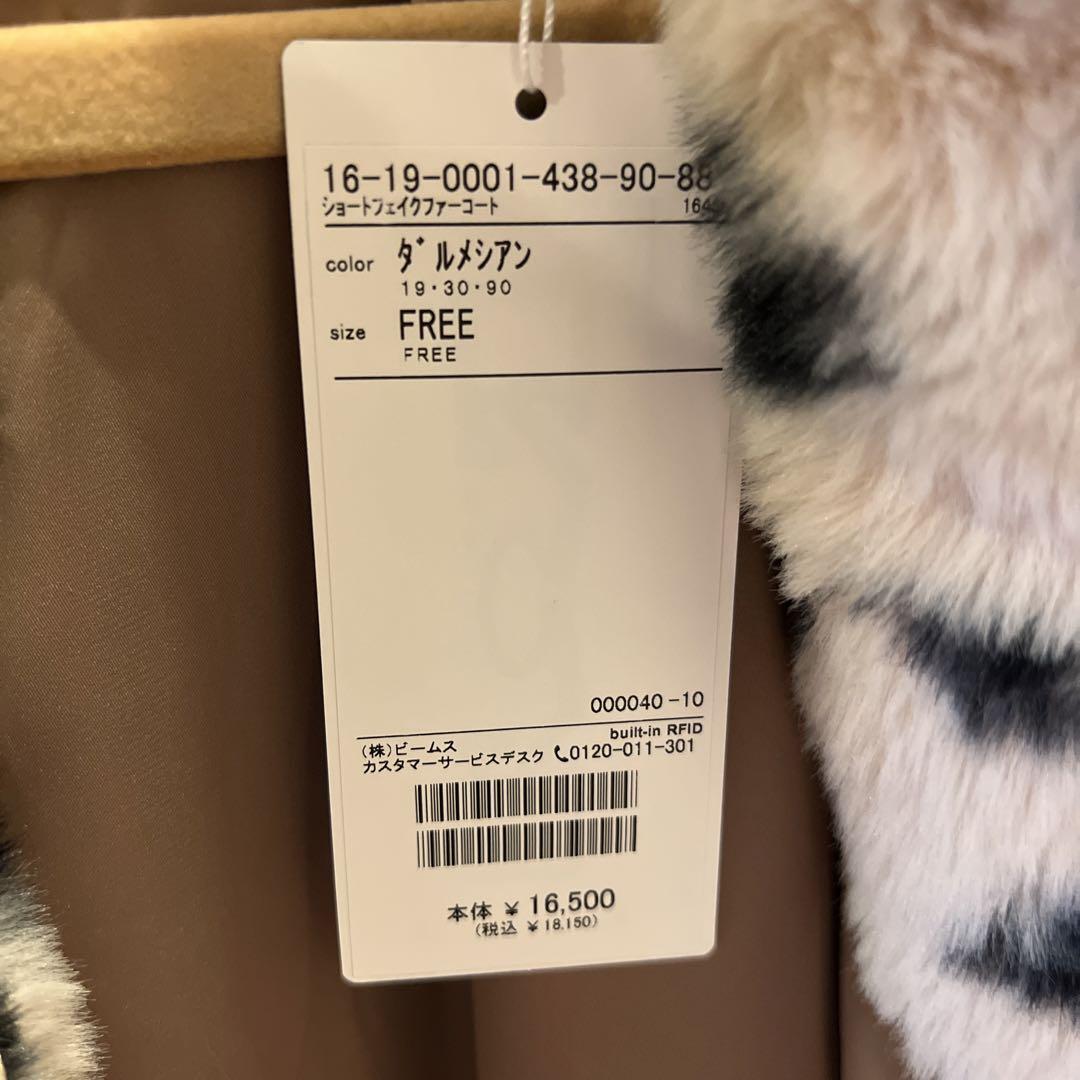 16-19-0001-438-90-88
ショートフェイクファーコート
color ダルメシアン
19・30・90
size FREE
FREE
000040-10
built-in RFID
(株)ビームス
カスタマーサービスデスク 0120-011-301
本体 ¥ 16,500
(税込 ¥ 18,150)